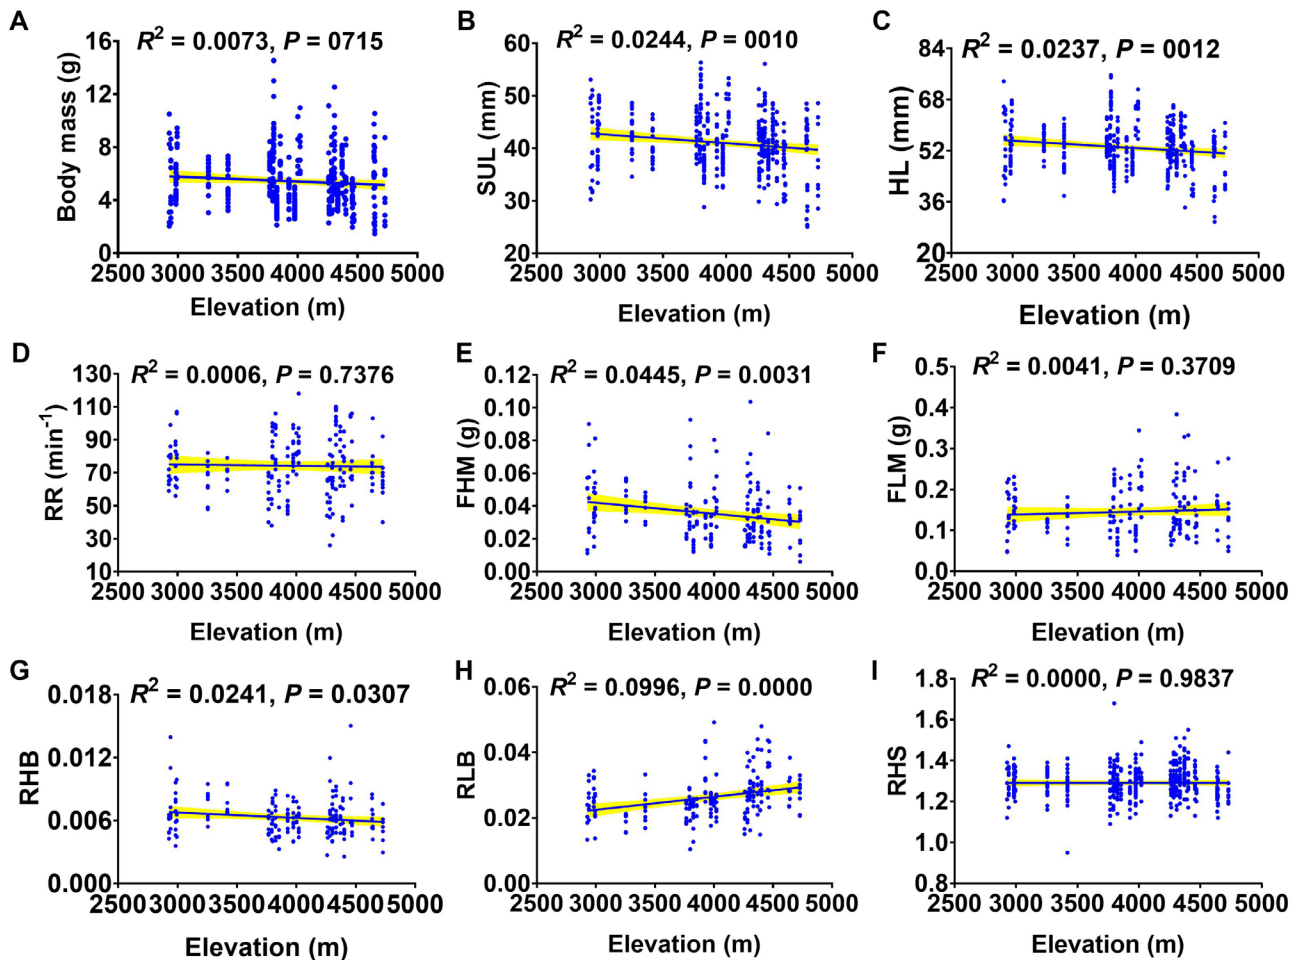 A
R² = 0.0073, P = 0715
16
12
8
4
0
Body mass (g)
2500 3000 3500 4000 4500 5000
Elevation (m)
B
R² = 0.0244, P = 0010
60
50
40
30
20
SUL (mm)
2500 3000 3500 4000 4500 5000
Elevation (m)
C
R² = 0.0237, P = 0012
84
68
52
36
20
HL (mm)
2500 3000 3500 4000 4500 5000
Elevation (m)
D
R² = 0.0006, P = 0.7376
130
110
90
70
50
30
10
RR (min⁻¹)
2500 3000 3500 4000 4500 5000
Elevation (m)
E
R² = 0.0445, P = 0.0031
0.12
0.10
0.08
0.06
0.04
0.02
0.00
FHM (g)
2500 3000 3500 4000 4500 5000
Elevation (m)
F
R² = 0.0041, P = 0.3709
0.5
0.4
0.3
0.2
0.1
0.0
FLM (g)
2500 3000 3500 4000 4500 5000
Elevation (m)
G
R² = 0.0241, P = 0.0307
0.018
0.012
0.006
0.000
RHB
2500 3000 3500 4000 4500 5000
Elevation (m)
H
R² = 0.0996, P = 0.0000
0.06
0.04
0.02
0.00
RLB
2500 3000 3500 4000 4500 5000
Elevation (m)
I
R² = 0.0000, P = 0.9837
1.8
1.6
1.4
1.2
1.0
0.8
RHS
2500 3000 3500 4000 4500 5000
Elevation (m)